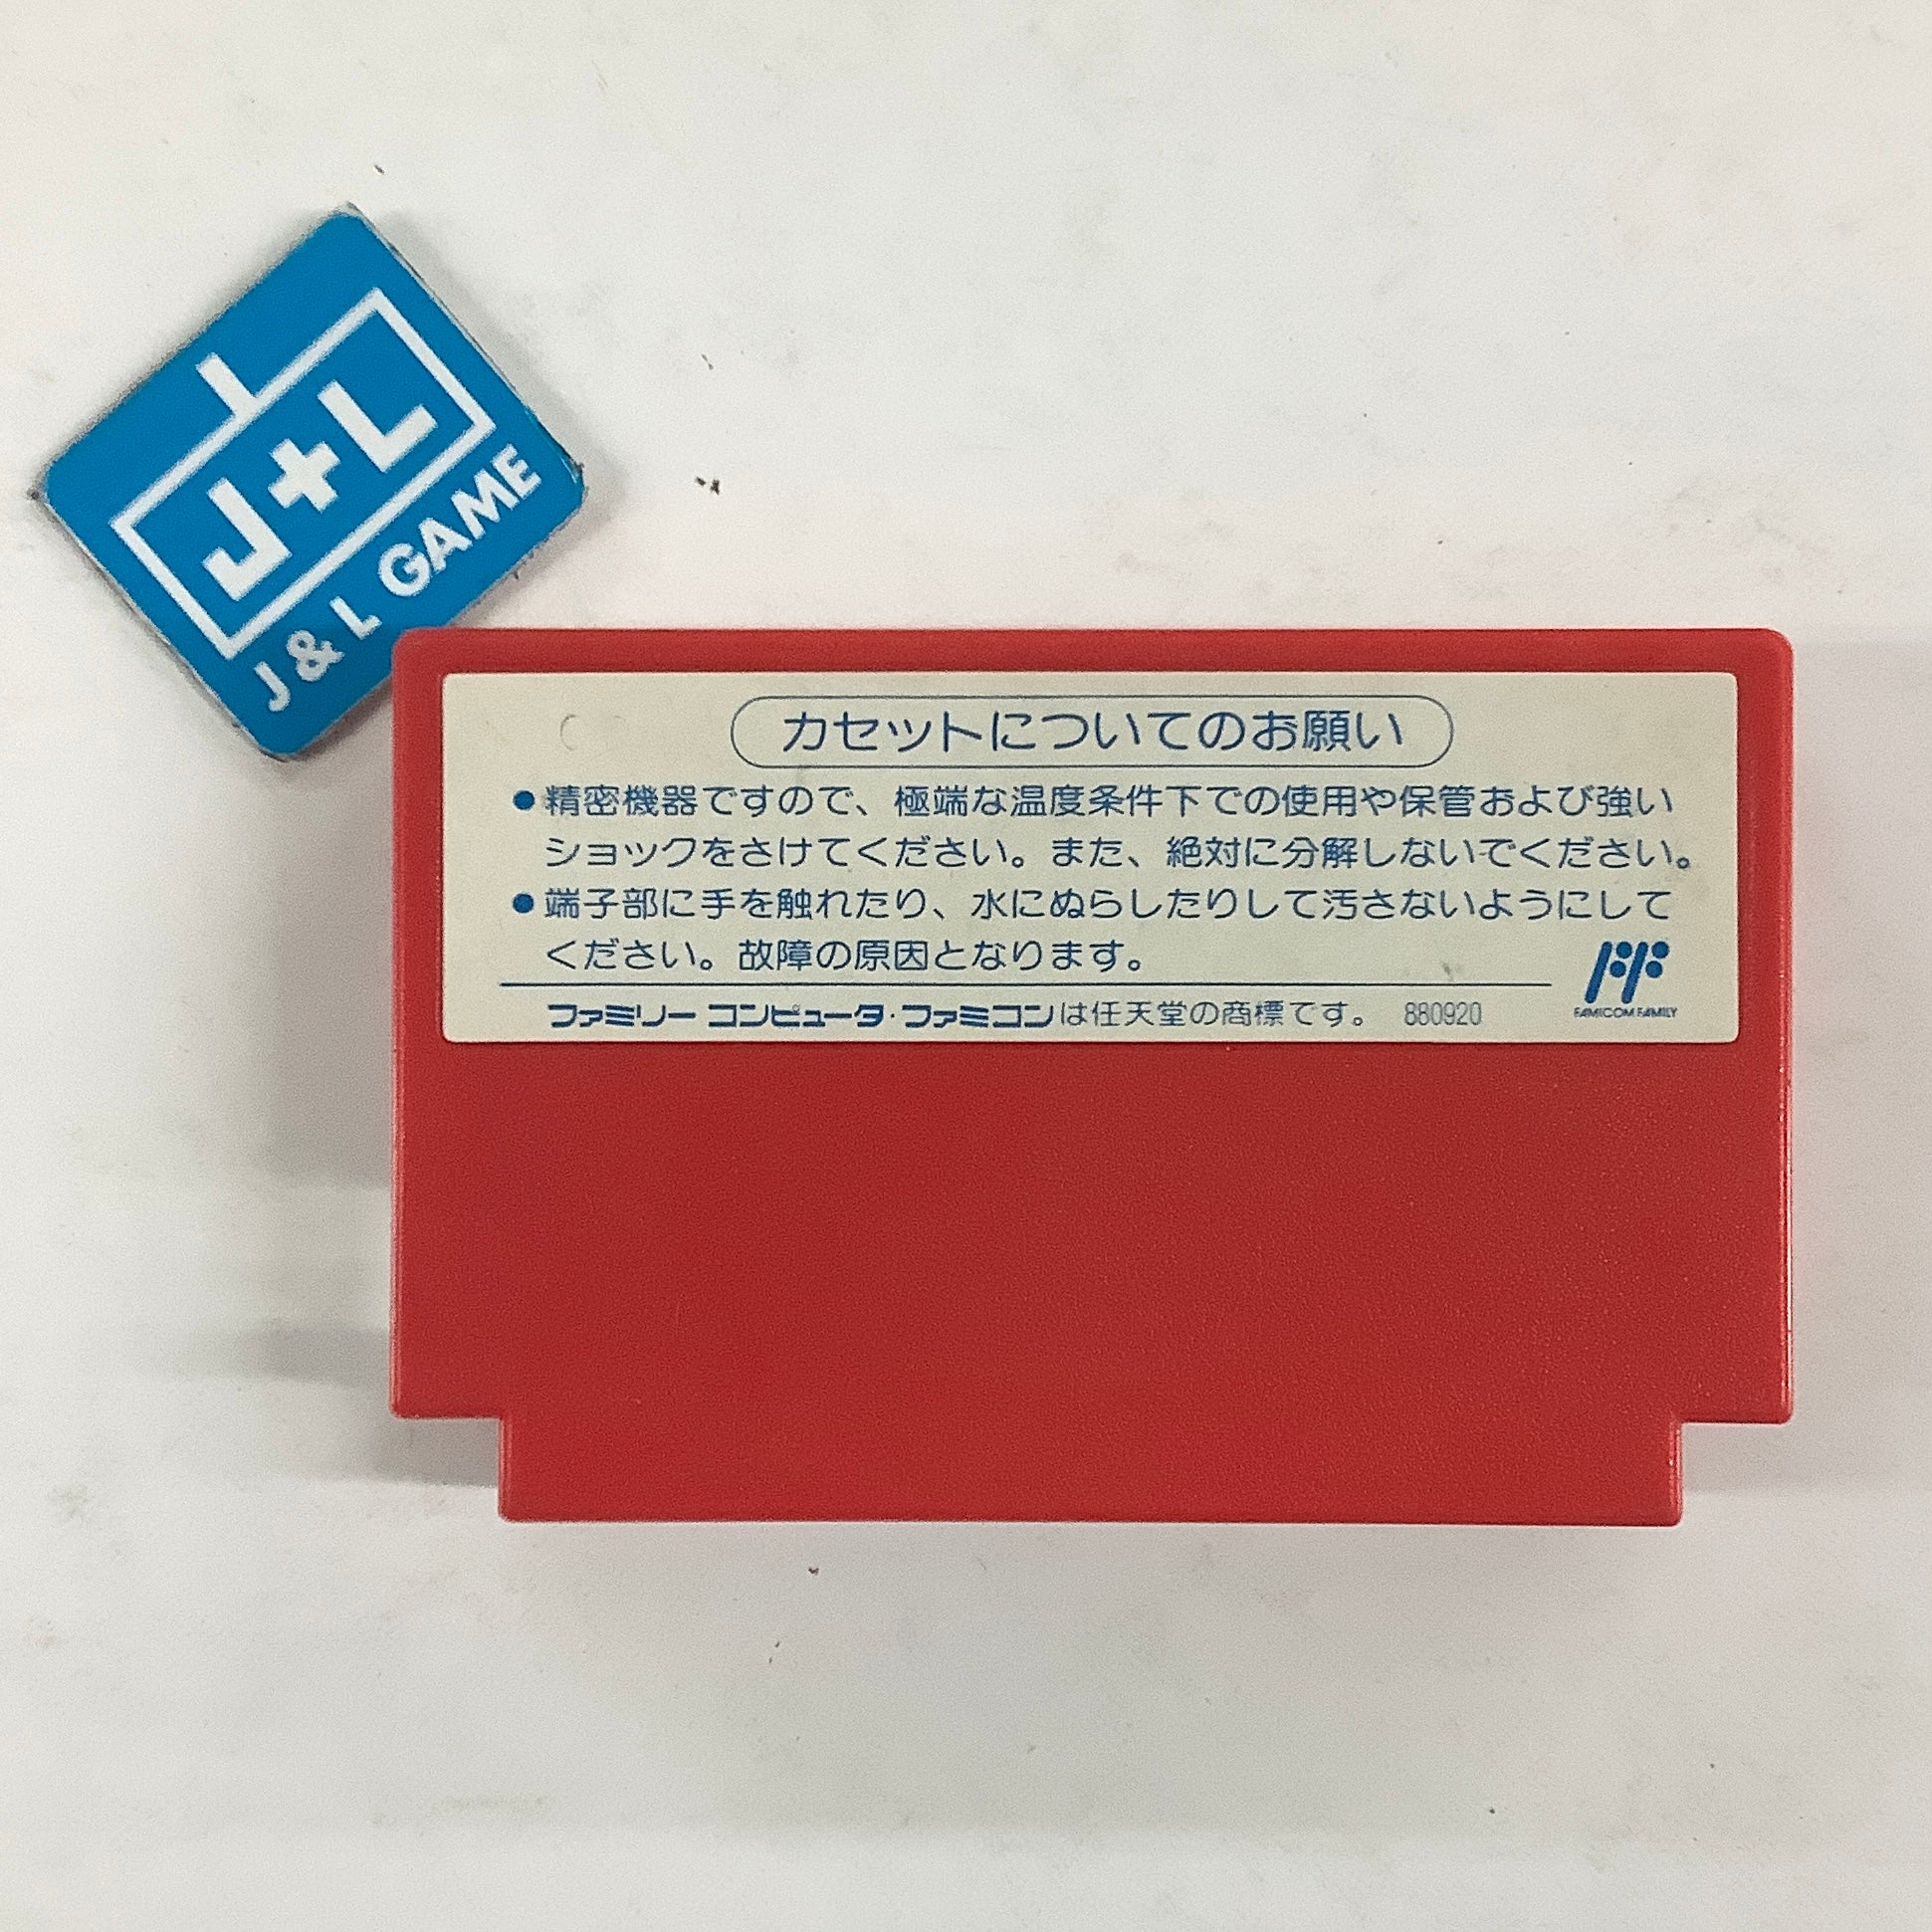 J+L
J & L GAME
カセットについてのお願い
●精密機器ですので、極端な温度条件下での使用や保管および強い
ショックをさけてください。また、絶対に分解しないでください。
●端子部に手を触れたり、水にぬらしたりして汚さないようにして
ください。故障の原因となります。
FF
FAMICOM FAMILY
ファミリー コンピュータ・ファミコンは任天堂の商標です。 880920